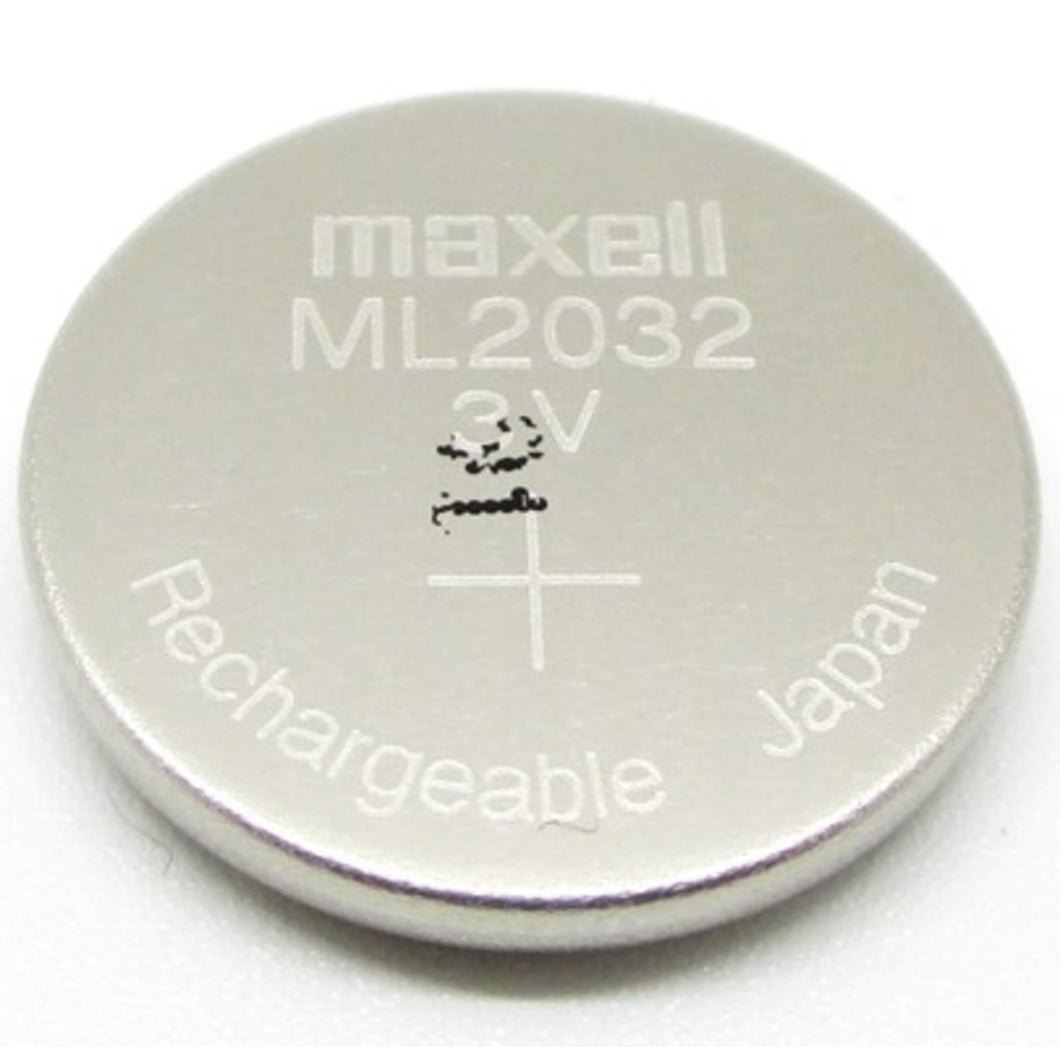 maxell
ML2032
3V
Rechargeable Japan